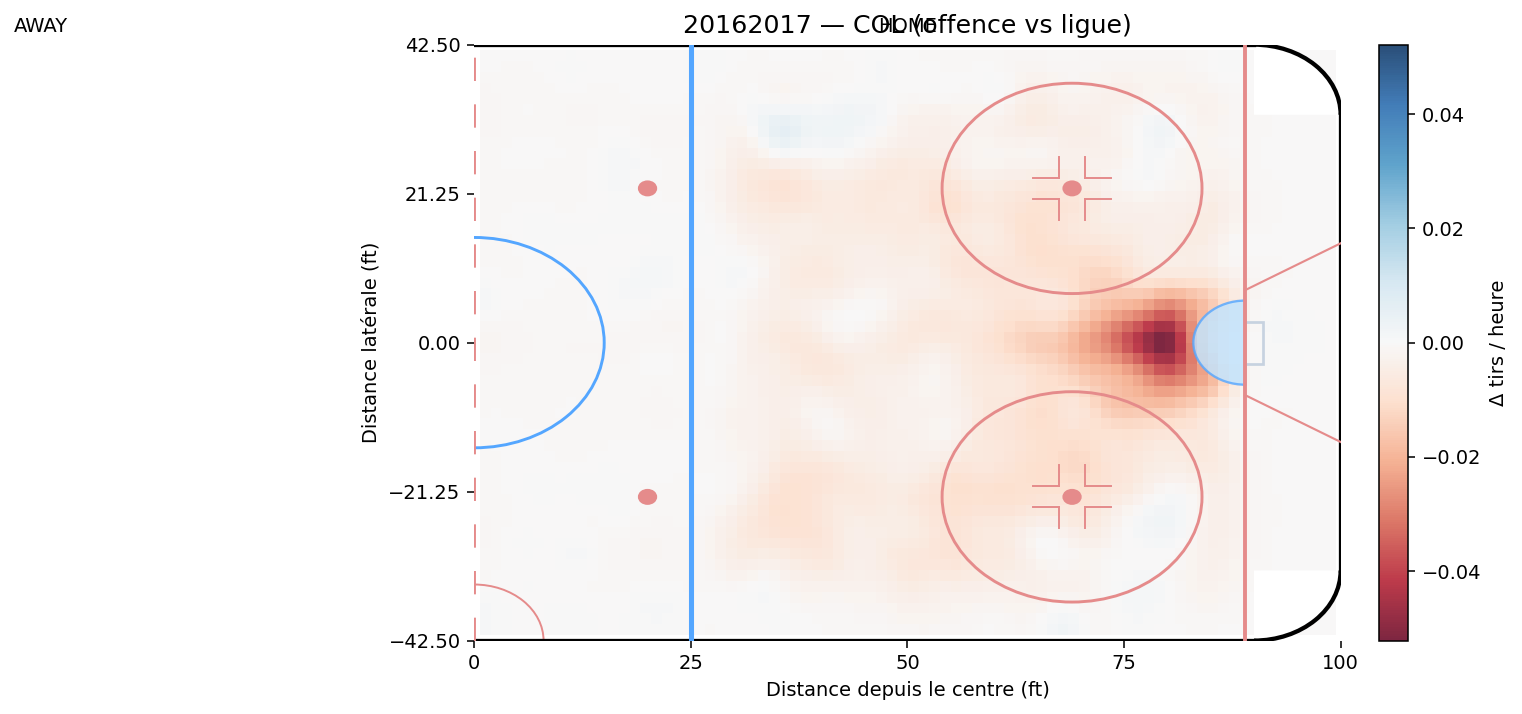 AWAY
20162017 — COL (offence vs ligue)
HOME
42.50
21.25
0.00
−21.25
−42.50
Distance latérale (ft)
0
25
50
75
100
Distance depuis le centre (ft)
0.04
0.02
0.00
−0.02
−0.04
Δ tirs / heure